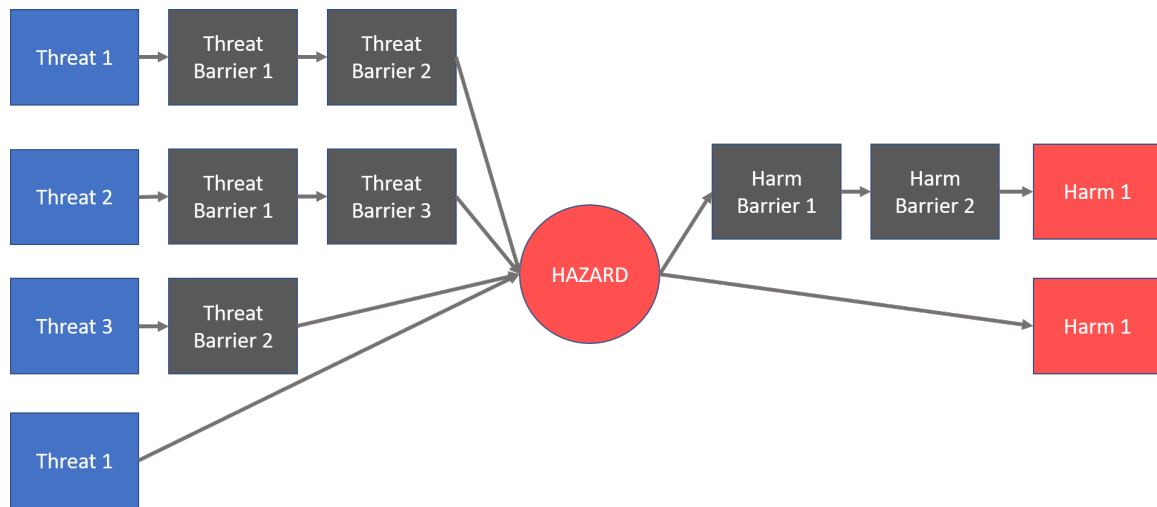 Threat 1
Threat
Barrier 1
Threat
Barrier 2
Threat 2
Threat
Barrier 1
Threat
Barrier 3
Threat 3
Threat
Barrier 2
Threat 1
HAZARD
Harm
Barrier 1
Harm
Barrier 2
Harm 1
Harm 1